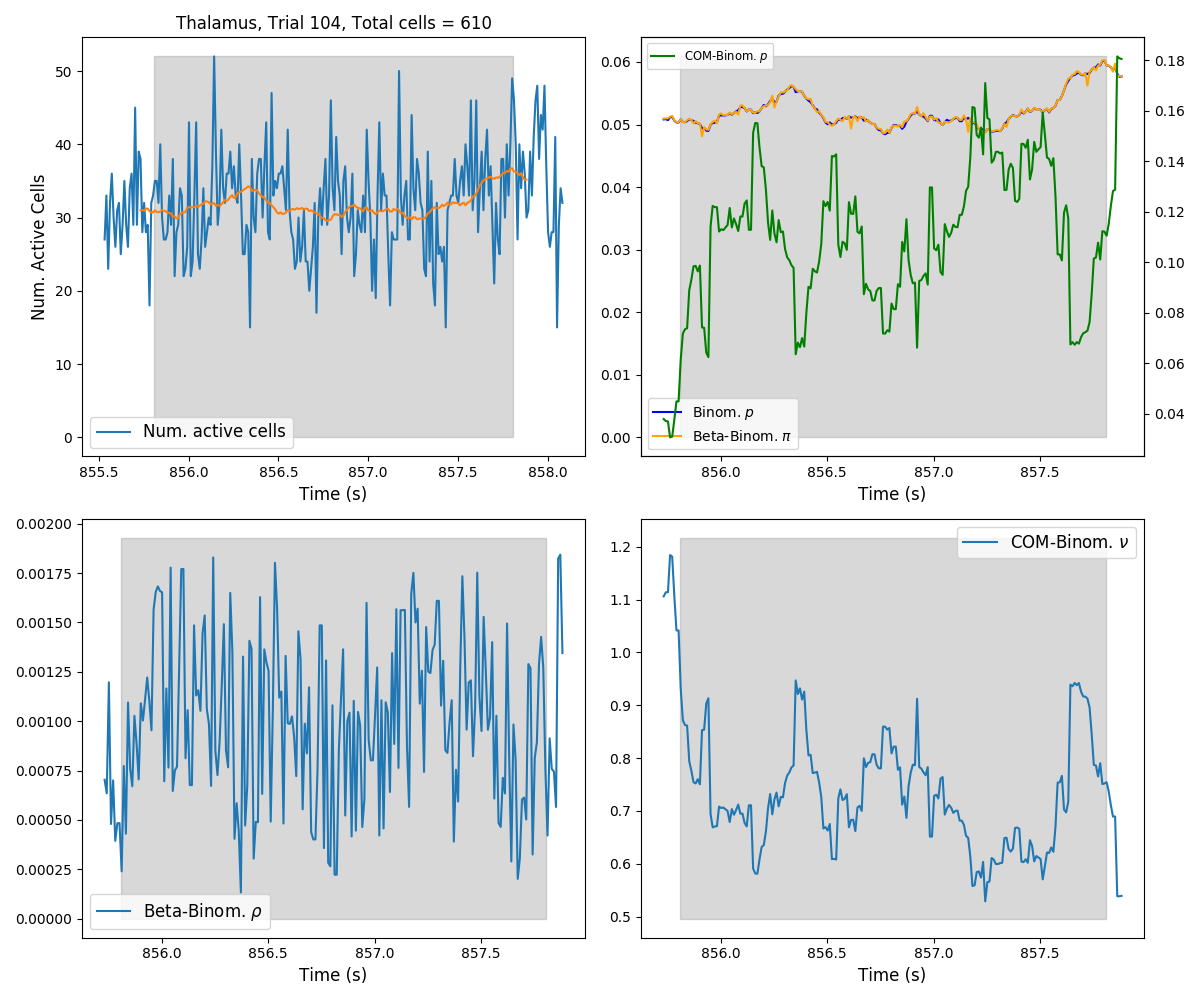 Thalamus, Trial 104, Total cells = 610
Num. Active Cells
50
40
30
20
10
0
Num. active cells
855.5 856.0 856.5 857.0 857.5 858.0
Time (s)
COM-Binom. p
0.06
0.05
0.04
0.03
0.02
0.01
0.00
0.18
0.16
0.14
0.12
0.10
0.08
0.06
0.04
Binom. p
Beta-Binom. π
856.0 856.5 857.0 857.5
Time (s)
0.00200
0.00175
0.00150
0.00125
0.00100
0.00075
0.00050
0.00025
0.00000
Beta-Binom. ρ
856.0 856.5 857.0 857.5
Time (s)
COM-Binom. ν
1.2
1.1
1.0
0.9
0.8
0.7
0.6
0.5
856.0 856.5 857.0 857.5
Time (s)